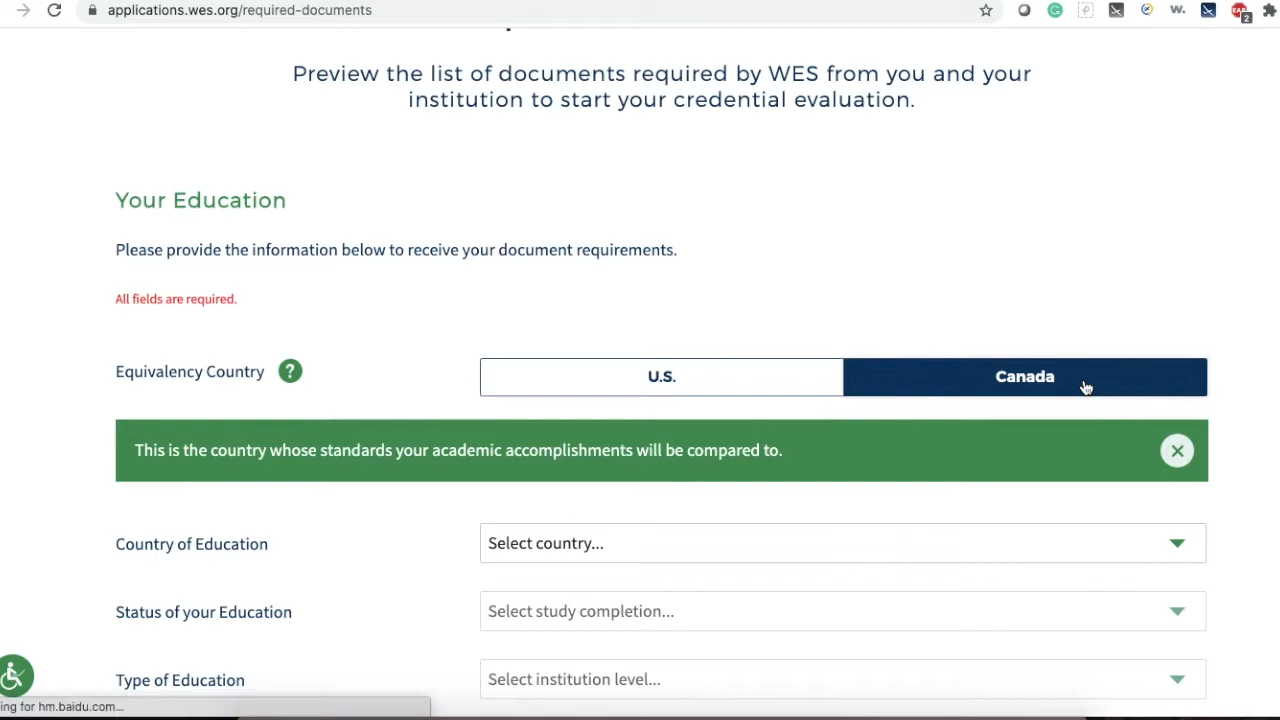 applications.wes.org/required-documents
W.
2
Preview the list of documents required by WES from you and your
institution to start your credential evaluation.
Your Education
Please provide the information below to receive your document requirements.
All fields are required.
Equivalency Country ?
U.S.
Canada
This is the country whose standards your academic accomplishments will be compared to.
Country of Education
Select country...
Status of your Education
Select study completion...
Type of Education
Select institution level...
ing for hm.baidu.com...